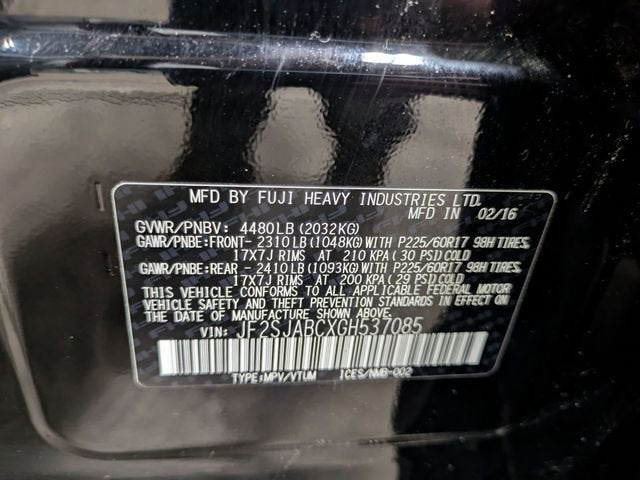 MFD BY FUJI HEAVY INDUSTRIES LTD.
MFD IN 02/16
GVWR/PNBV: 4480LB (2032KG)
GAWR/PNBE:FRONT- 2310LB (1048KG) WITH P225/60R17 98H TIRES,
17X7J RIMS AT 210 KPA (30 PSI) COLD
GAWR/PNBE:REAR - 2410LB (1093KG) WITH P225/60R17 98H TIRES,
17X7J RIMS AT 200 KPA (29 PSI) COLD
THIS VEHICLE CONFORMS TO ALL APPLICABLE FEDERAL MOTOR
VEHICLE SAFETY AND THEFT PREVENTION STANDARDS IN EFFECT ON
THE DATE OF MANUFACTURE SHOWN ABOVE.
VIN: JF2SJABCXGH537085
TYPE:MPV/VTUM ICES/NMB-002